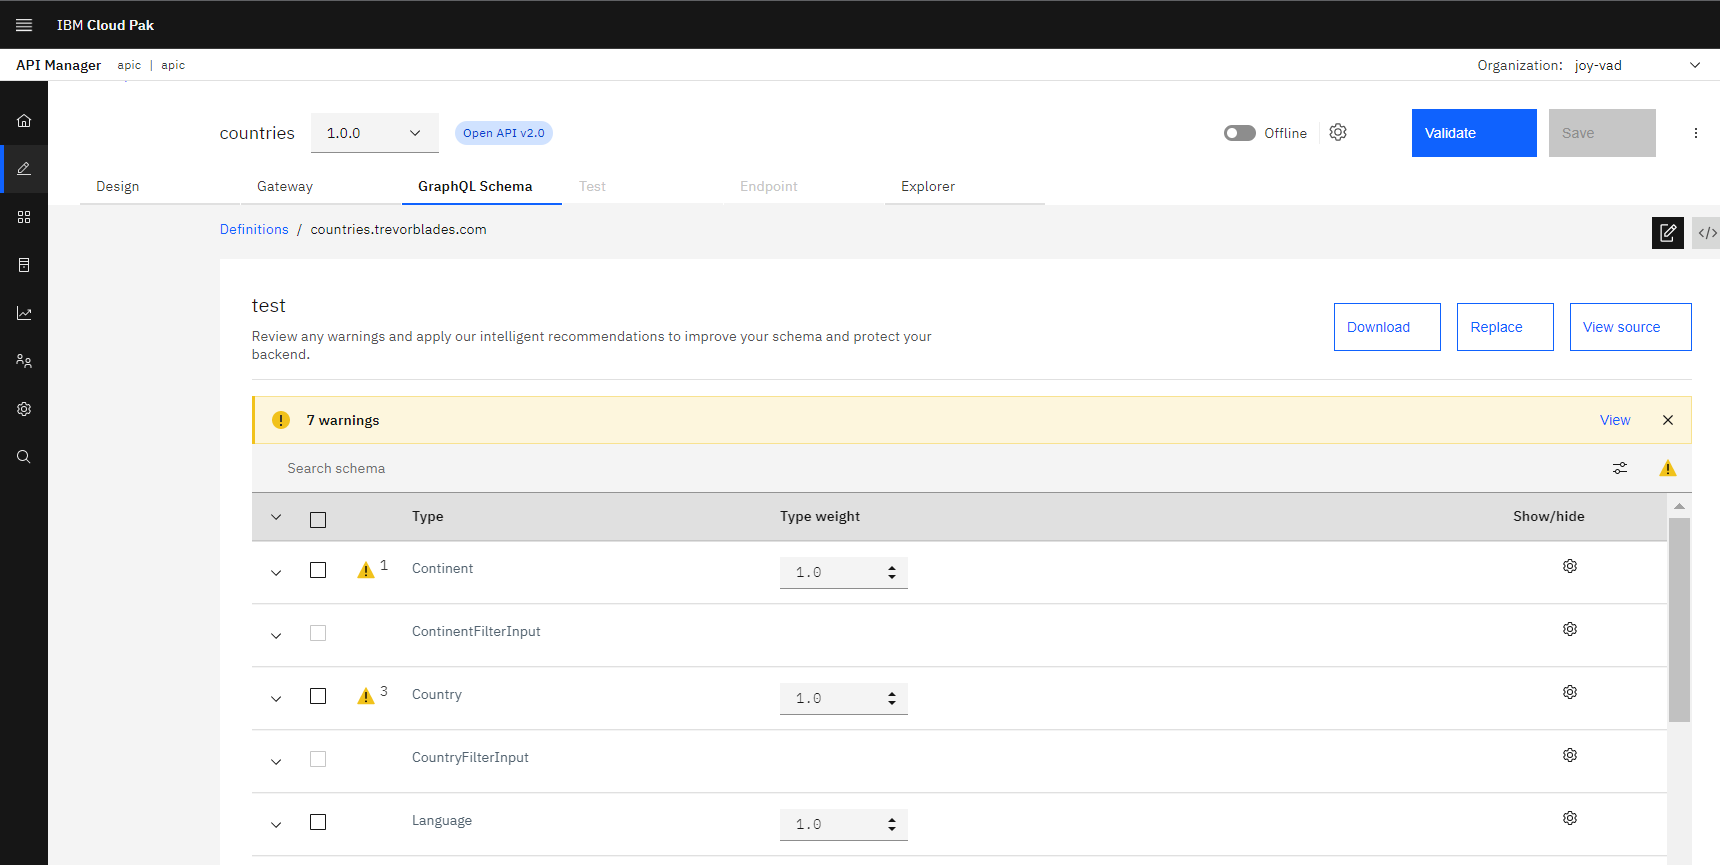 IBM Cloud Pak
API Manager apic | apic Organization: joy-vad
countries 1.0.0 Open API v2.0 Offline Validate Save
Design Gateway GraphQL Schema Test Endpoint Explorer
Definitions / countries.trevorblades.com </>
test
Review any warnings and apply our intelligent recommendations to improve your schema and protect your
backend.
Download Replace View source
7 warnings View
Search schema
Type Type weight Show/hide
1 Continent 1.0
ContinentFilterInput
3 Country 1.0
CountryFilterInput
Language 1.0